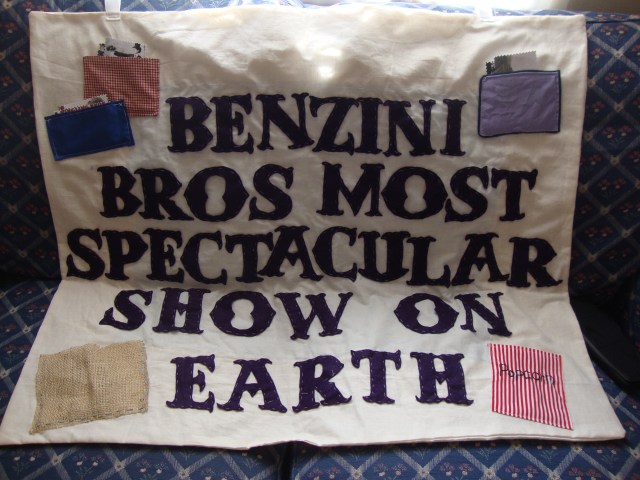 BENZINI
BROS MOST
SPECTACULAR
SHOW ON
EARTH
Popcorn